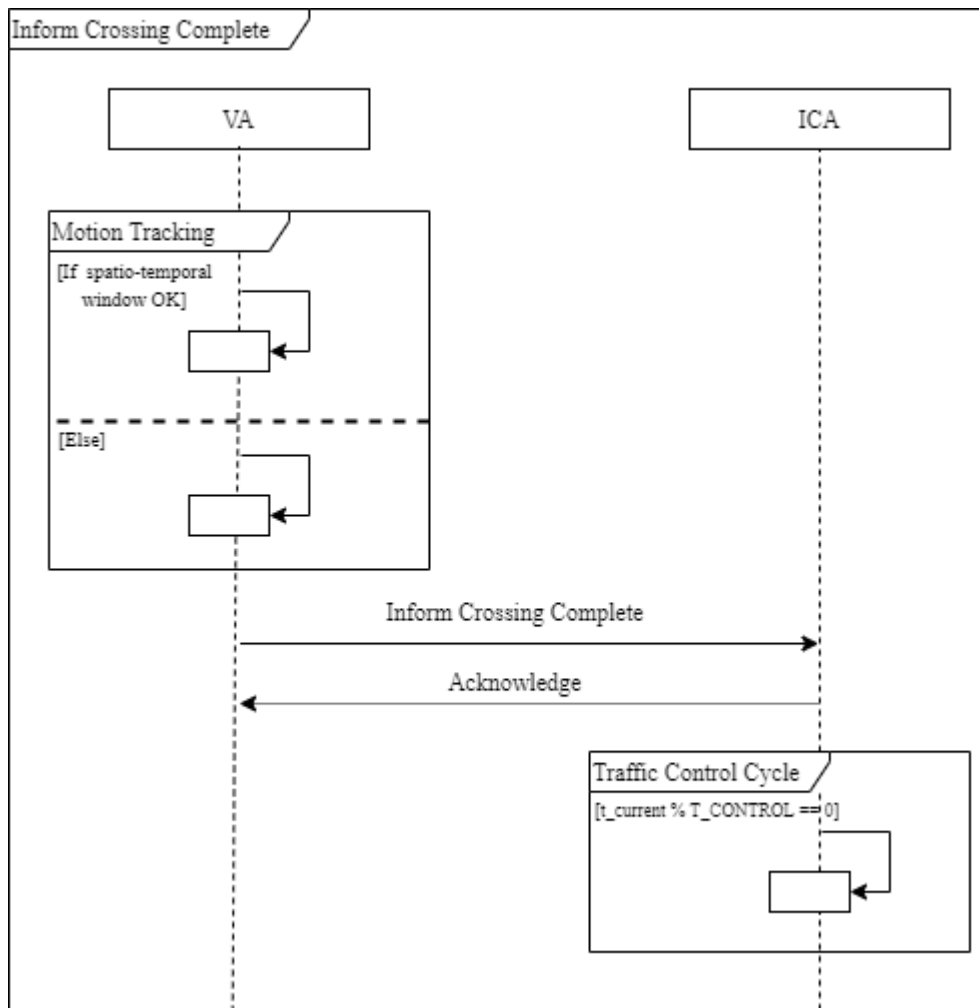 Inform Crossing Complete
VA
ICA
Motion Tracking
[If spatio-temporal
window OK]
[Else]
Inform Crossing Complete
Acknowledge
Traffic Control Cycle
[t_current % T_CONTROL == 0]